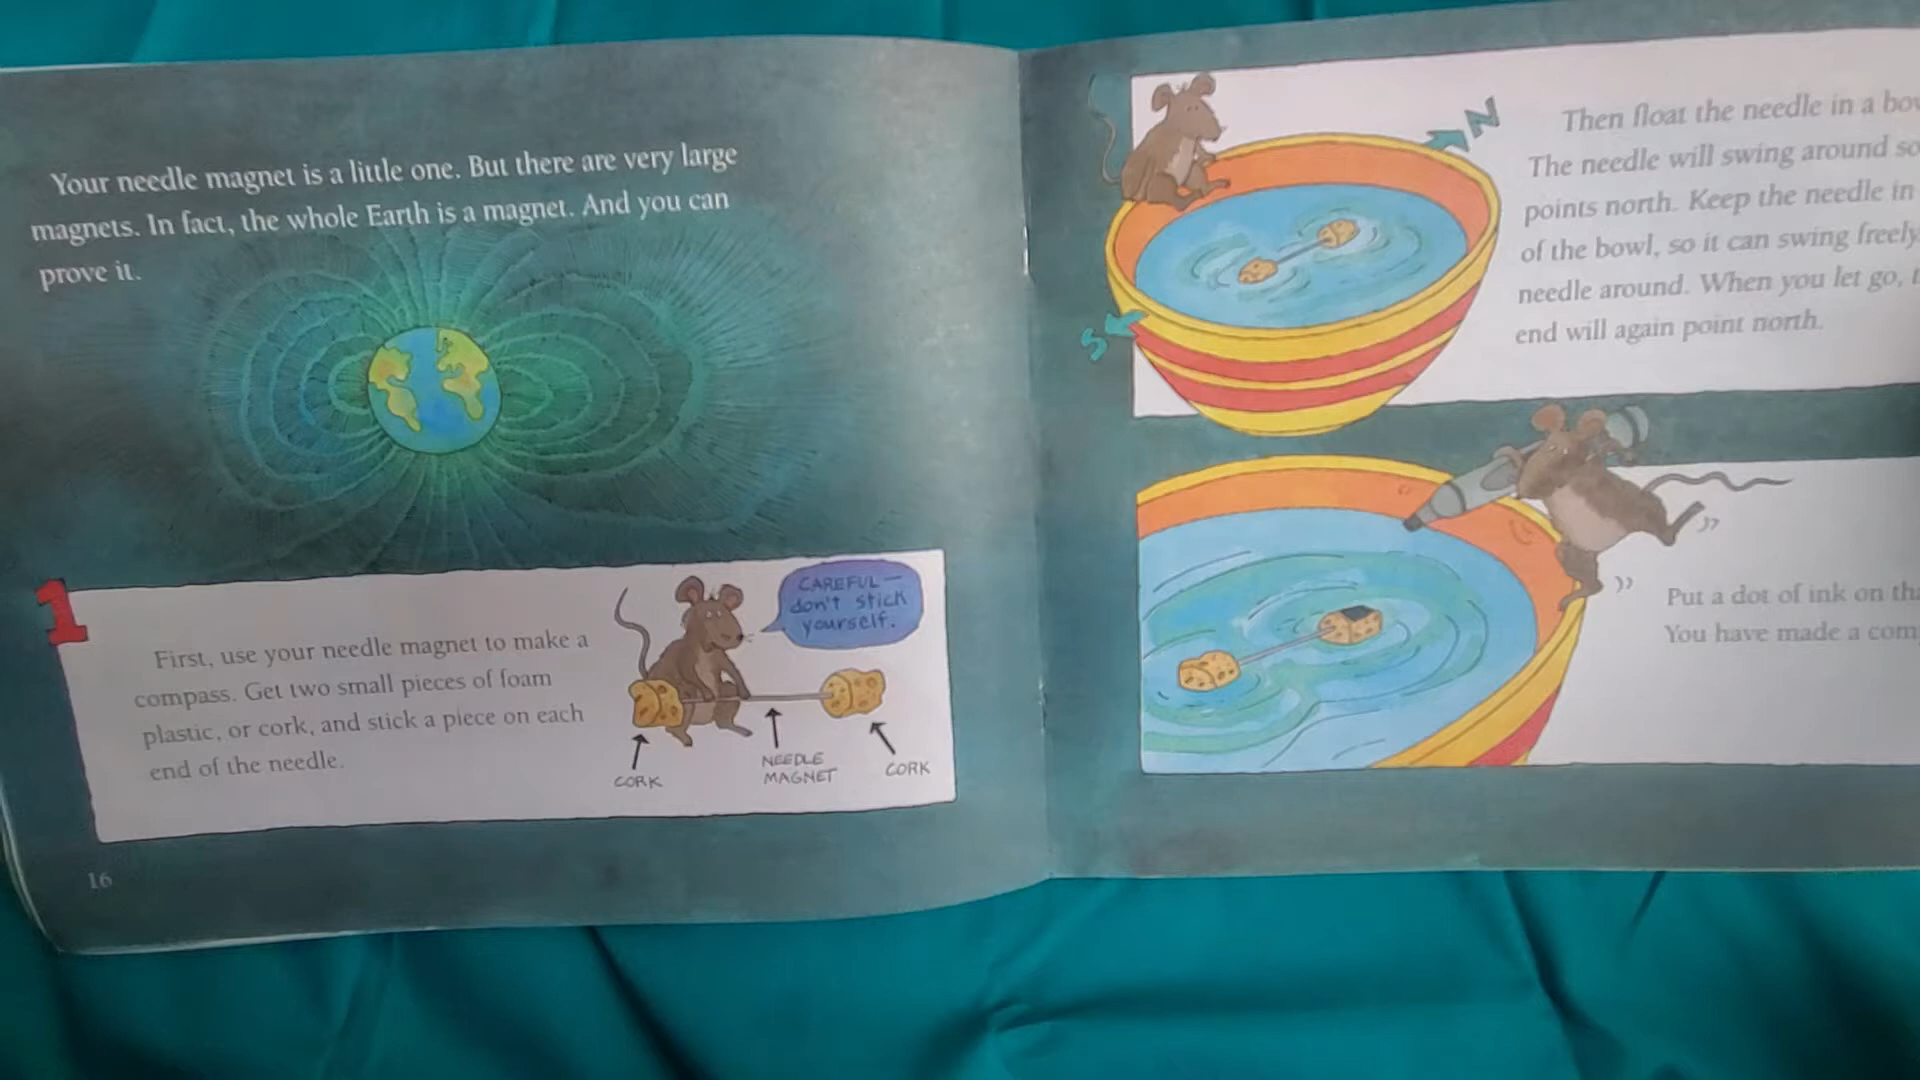 Your needle magnet is a little one. But there are very large
magnets. In fact, the whole Earth is a magnet. And you can
prove it.
1
First, use your needle magnet to make a
compass. Get two small pieces of foam
plastic, or cork, and stick a piece on each
end of the needle.
CAREFUL—
don't stick
yourself.
CORK
NEEDLE
MAGNET
CORK
16
N
S
Then float the needle in a
The needle will swing around
points north. Keep the needle in
of the bowl, so it can swing freely
needle around. When you let go,
end will again point north.
Put a dot of ink on
You have made a